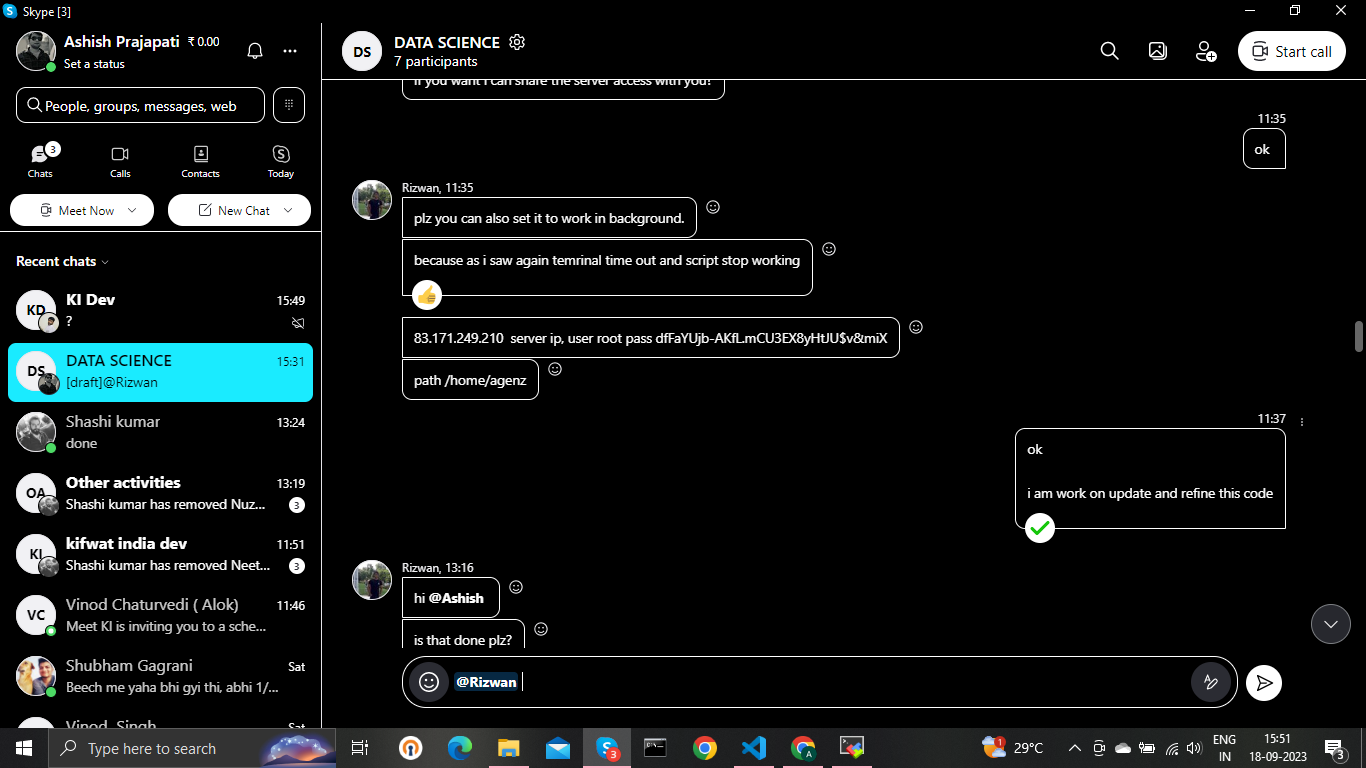 Skype [3]
Ashish Prajapati ₹ 0.00
Set a status
People, groups, messages, web
3
Chats
Calls
Contacts
Today
Meet Now
New Chat
Recent chats
KD
KI Dev
15:49
?
DS
DATA SCIENCE
15:31
[draft]@Rizwan
Shashi kumar
13:24
done
OA
Other activities
13:19
Shashi kumar has removed Nuz...
3
KI
kifwat india dev
11:51
Shashi kumar has removed Neet...
3
VC
Vinod Chaturvedi ( Alok)
11:46
Meet KI is inviting you to a sche...
Shubham Gagrani
Sat
Beech me yaha bhi gyi thi, abhi 1/...
Vinod Singh
Sat
DS
DATA SCIENCE
7 participants
Start call
if you want i can share the server access with you?
11:35
ok
Rizwan, 11:35
plz you can also set it to work in background.
because as i saw again temrinal time out and script stop working
83.171.249.210 server ip, user root pass dfFaYUjb-AKfLmCU3EX8yHtJU$v&miX
path /home/agenz
11:37
ok
i am work on update and refine this code
Rizwan, 13:16
hi @Ashish
is that done plz?
@Rizwan
Type here to search
3
A
1
29°C
ENG
IN
15:51
18-09-2023
3